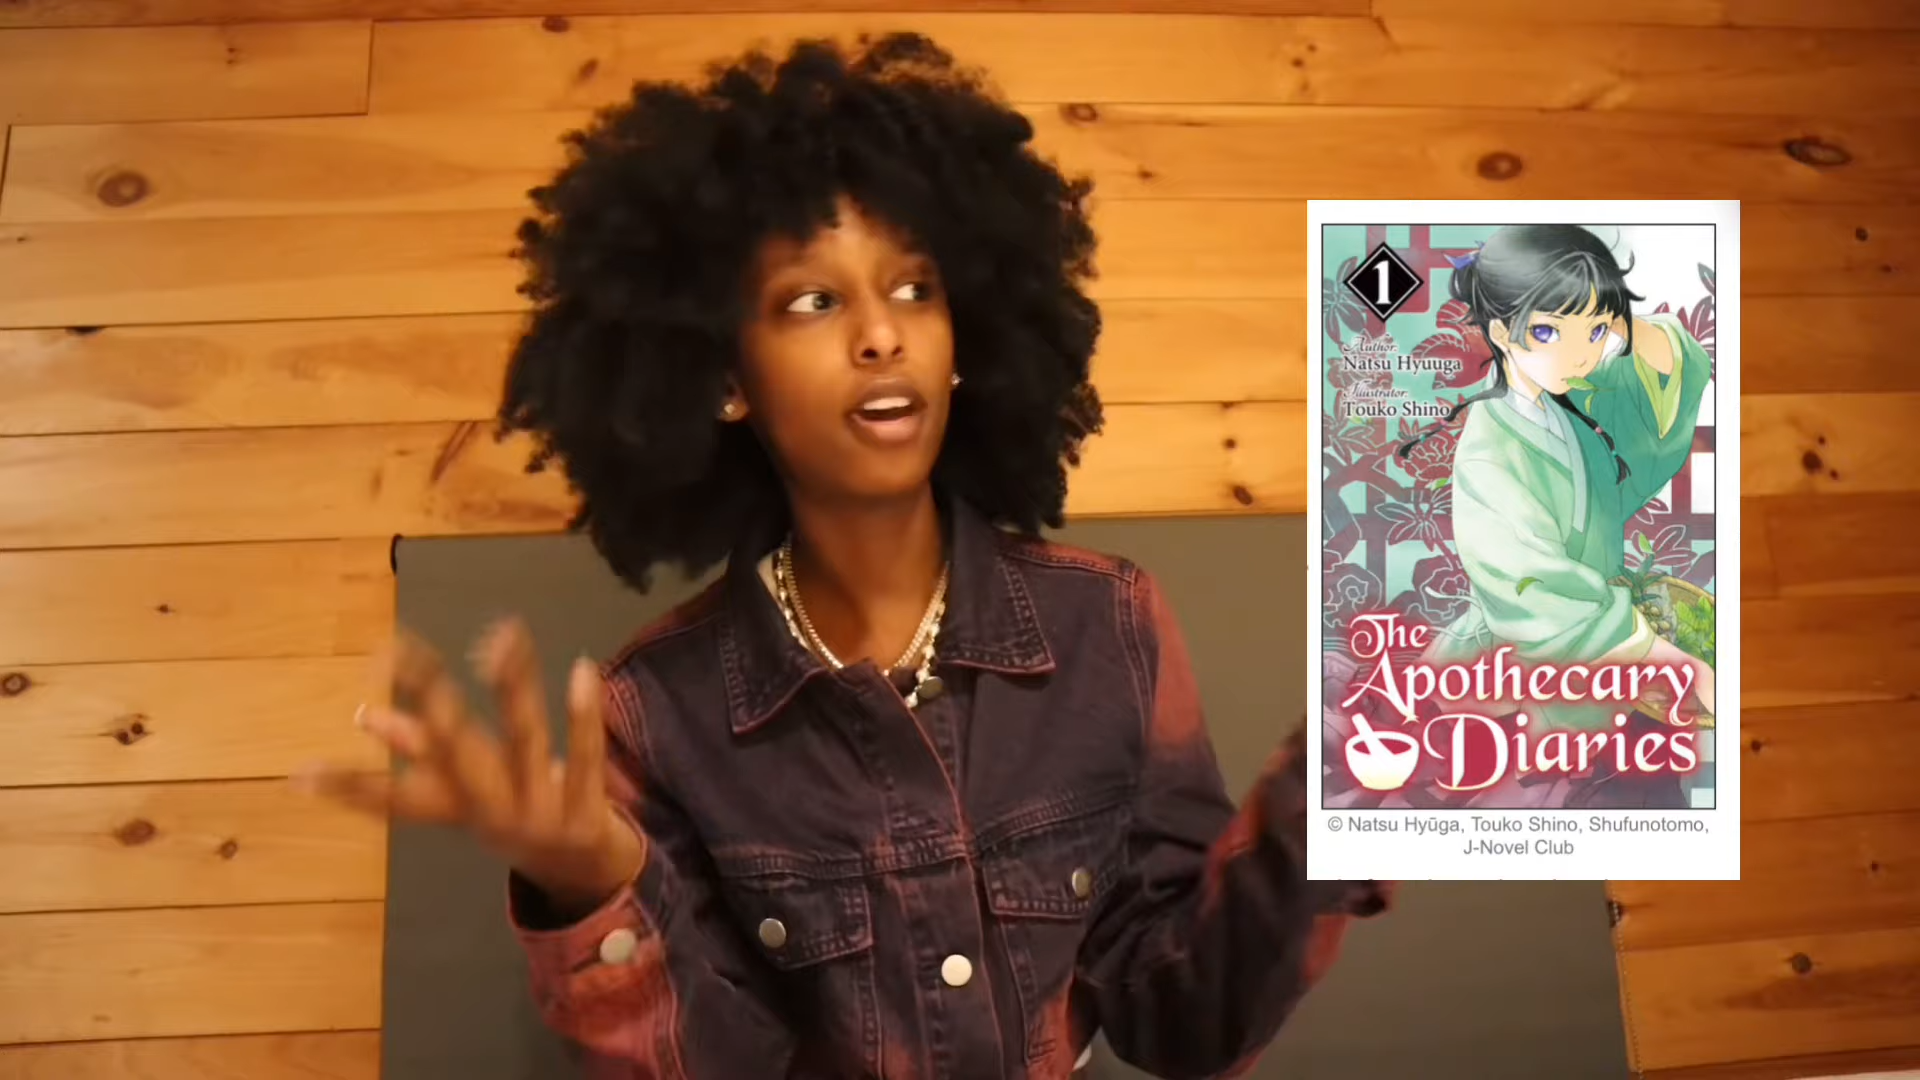 1
Author:
Natsu Hyuuga
Illustrator:
Touko Shino
The
Apothecary
Diaries
© Natsu Hyūga, Touko Shino, Shufunotomo,
J-Novel Club